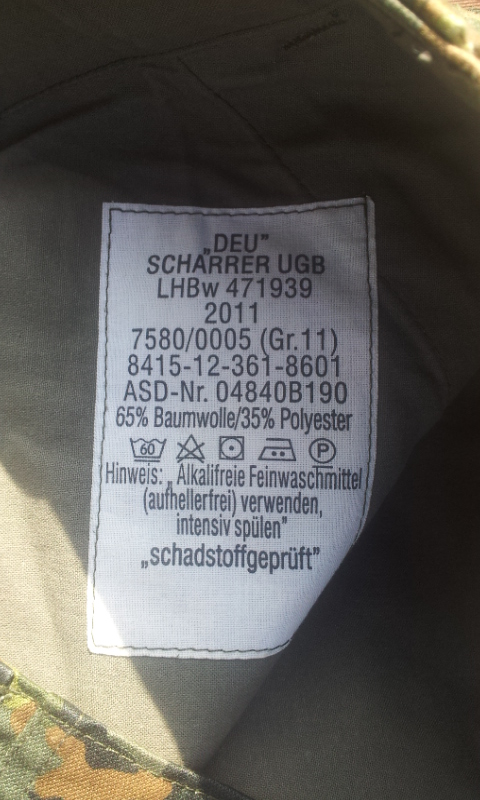 „DEU”
SCHARRER UGB
LHBw 471939
2011
7580/0005 (Gr.11)
8415-12-361-8601
ASD-Nr. 04840B190
65% Baumwolle/35% Polyester
60 P
Hinweis: „Alkalifreie Feinwaschmittel
(aufhellerfrei) verwenden,
intensiv spülen”
„schadstoffgeprüft”